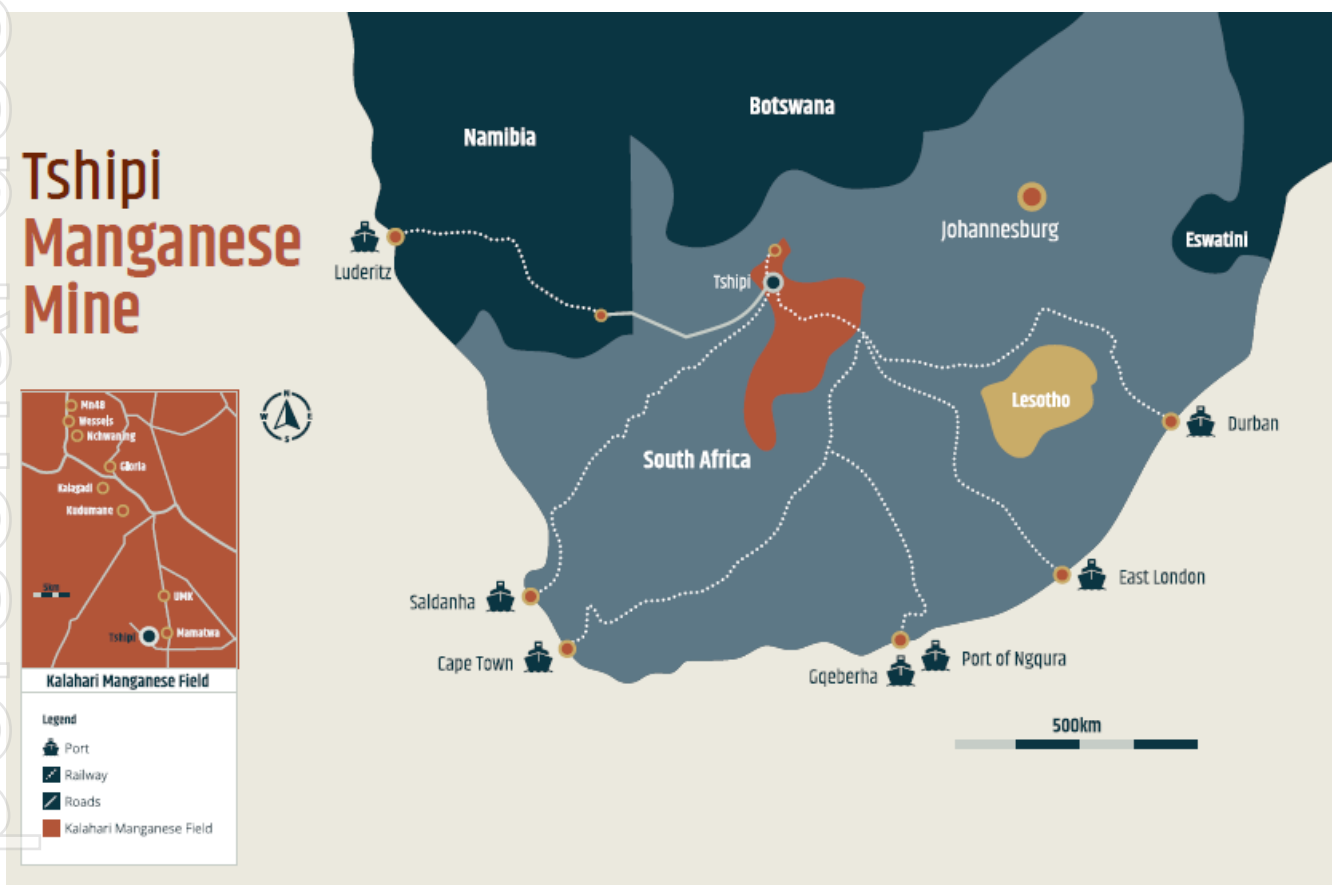 Tshipi
Manganese
Mine
Namibia
Botswana
Johannesburg
Eswatini
Luderitz
Tshipi
Lesotho
Durban
South Africa
East London
Saldanha
Cape Town
Gqeberha
Port of Ngqura
500km
N
W
E
S
Mn48
Wessels
Nchwaning
Gloria
Kalagadi
Kudumane
5km
UMK
Tshipi
Mamatwa
Kalahari Manganese Field
Legend
Port
Railway
Roads
Kalahari Manganese Field